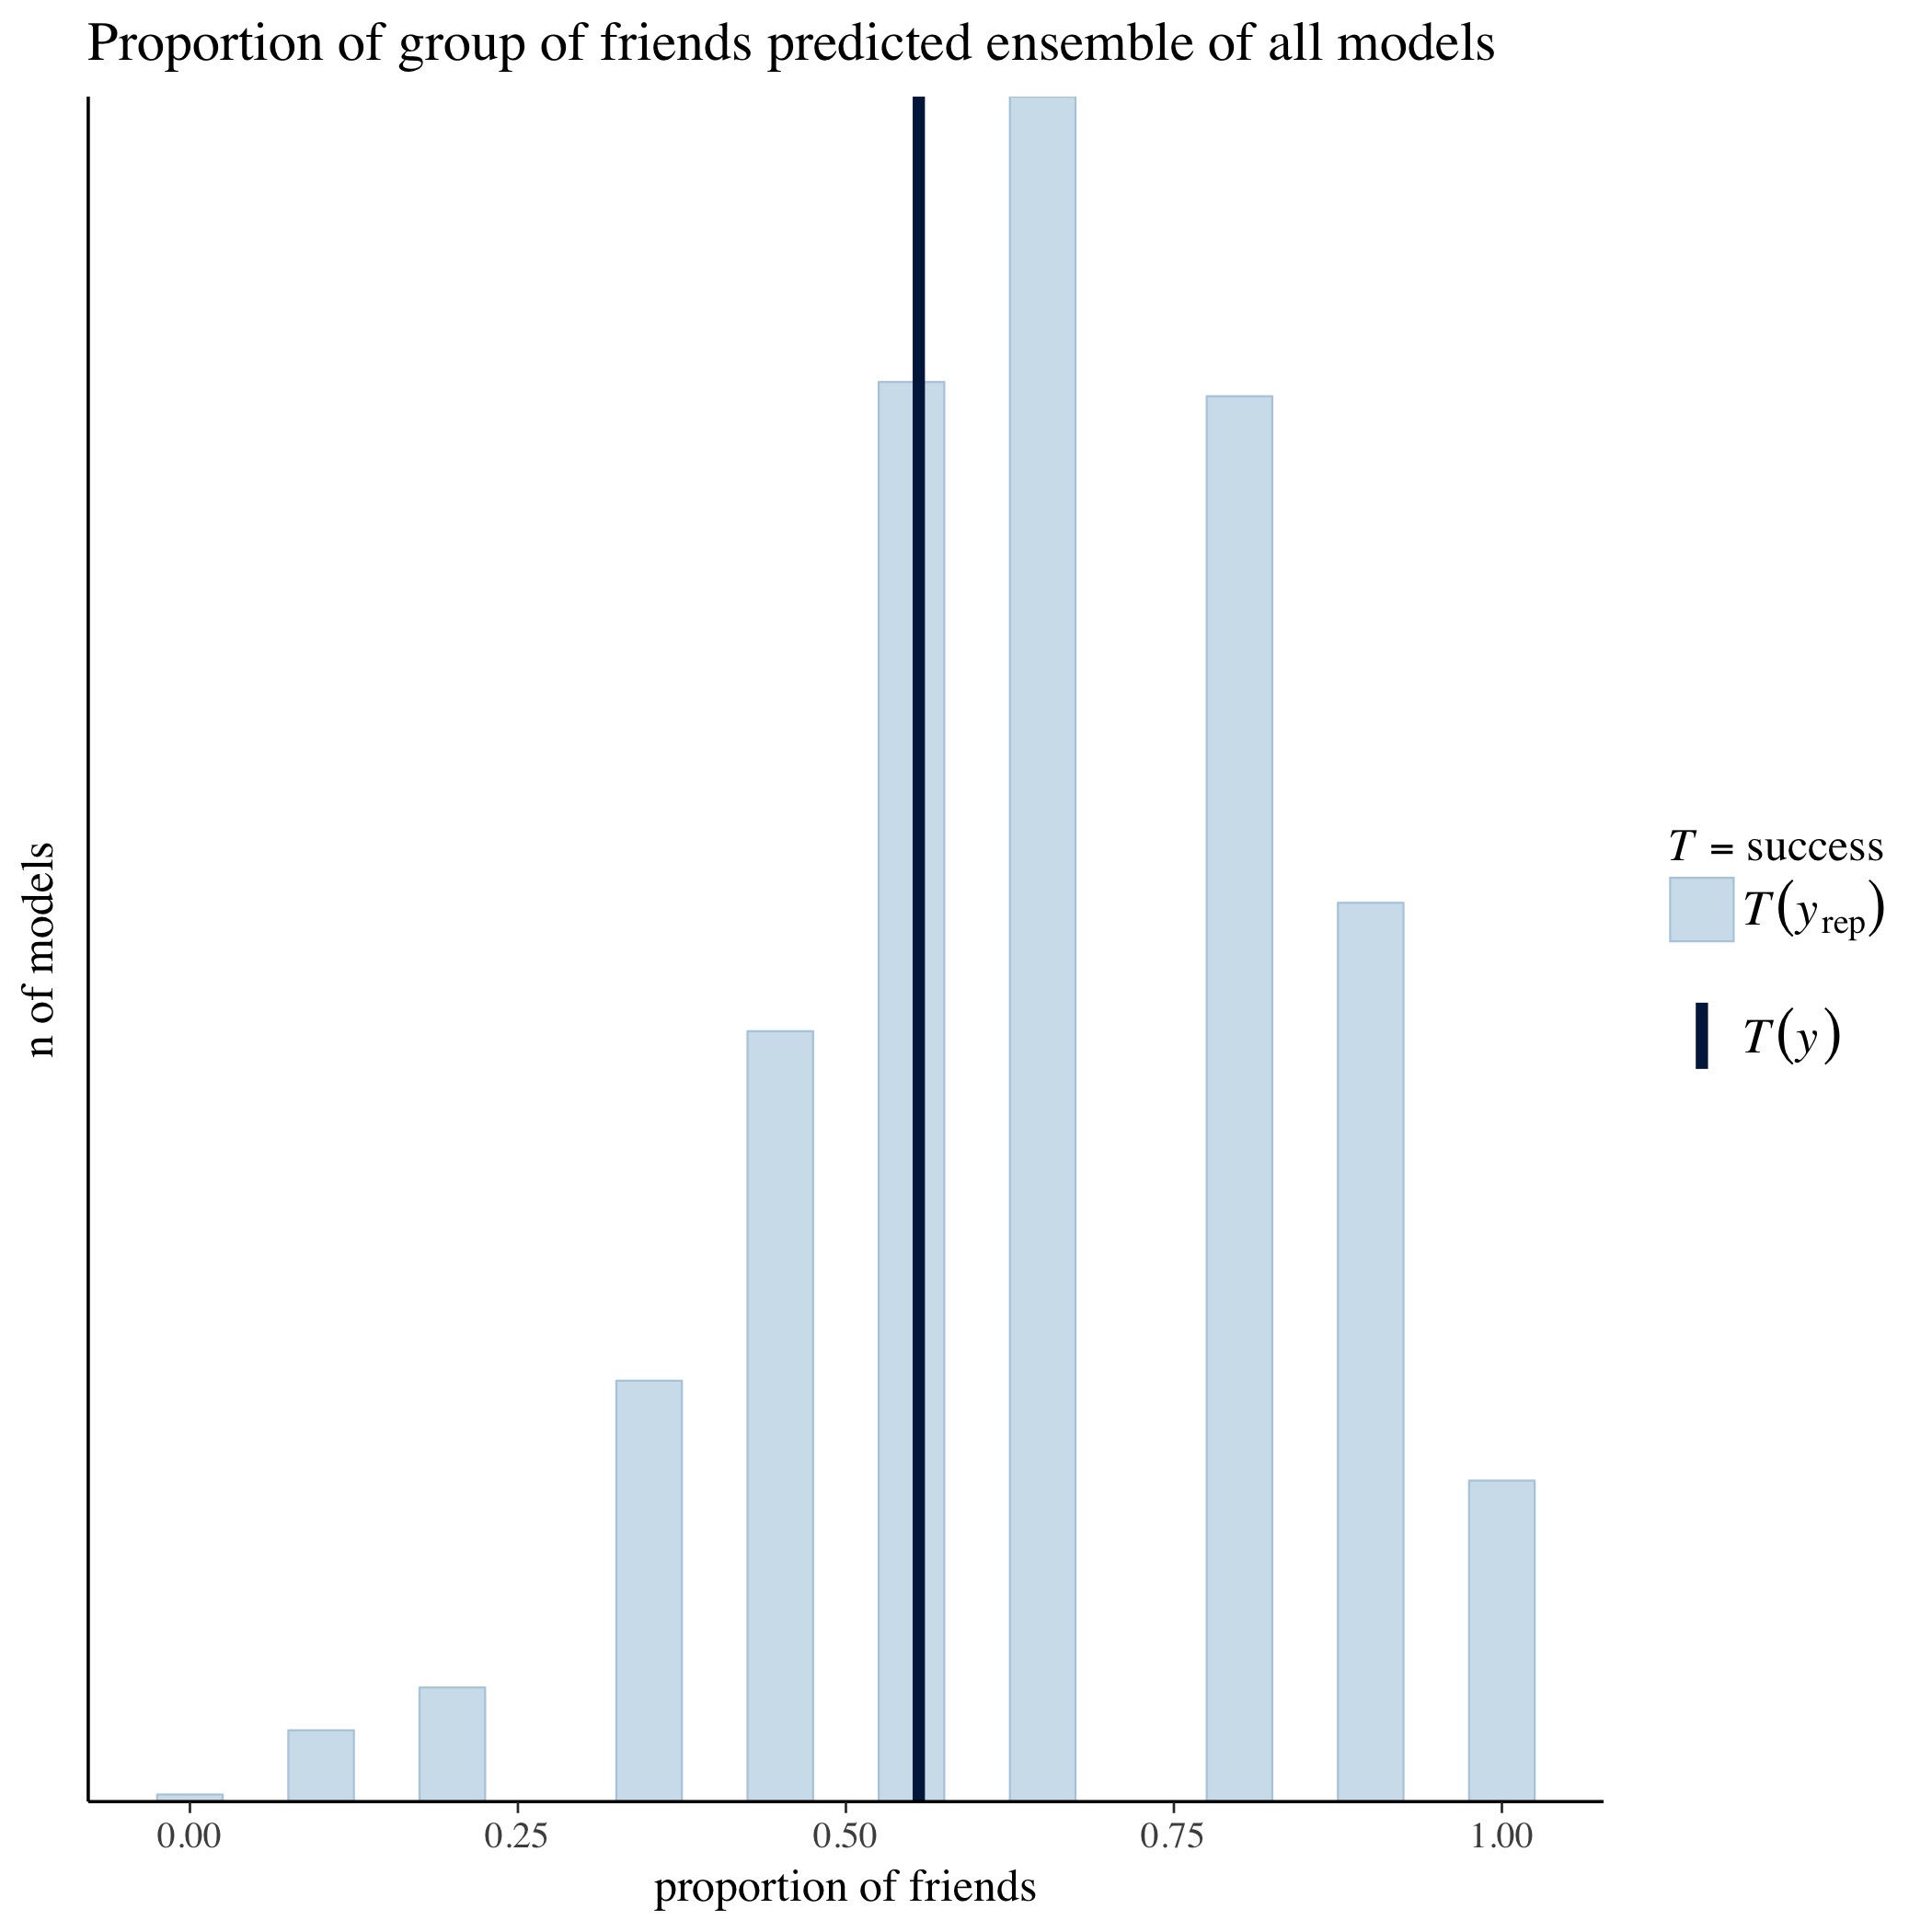 Proportion of group of friends predicted ensemble of all models
n of models
T = success
T(yrep)
T(y)
0.00 0.25 0.50 0.75 1.00
proportion of friends